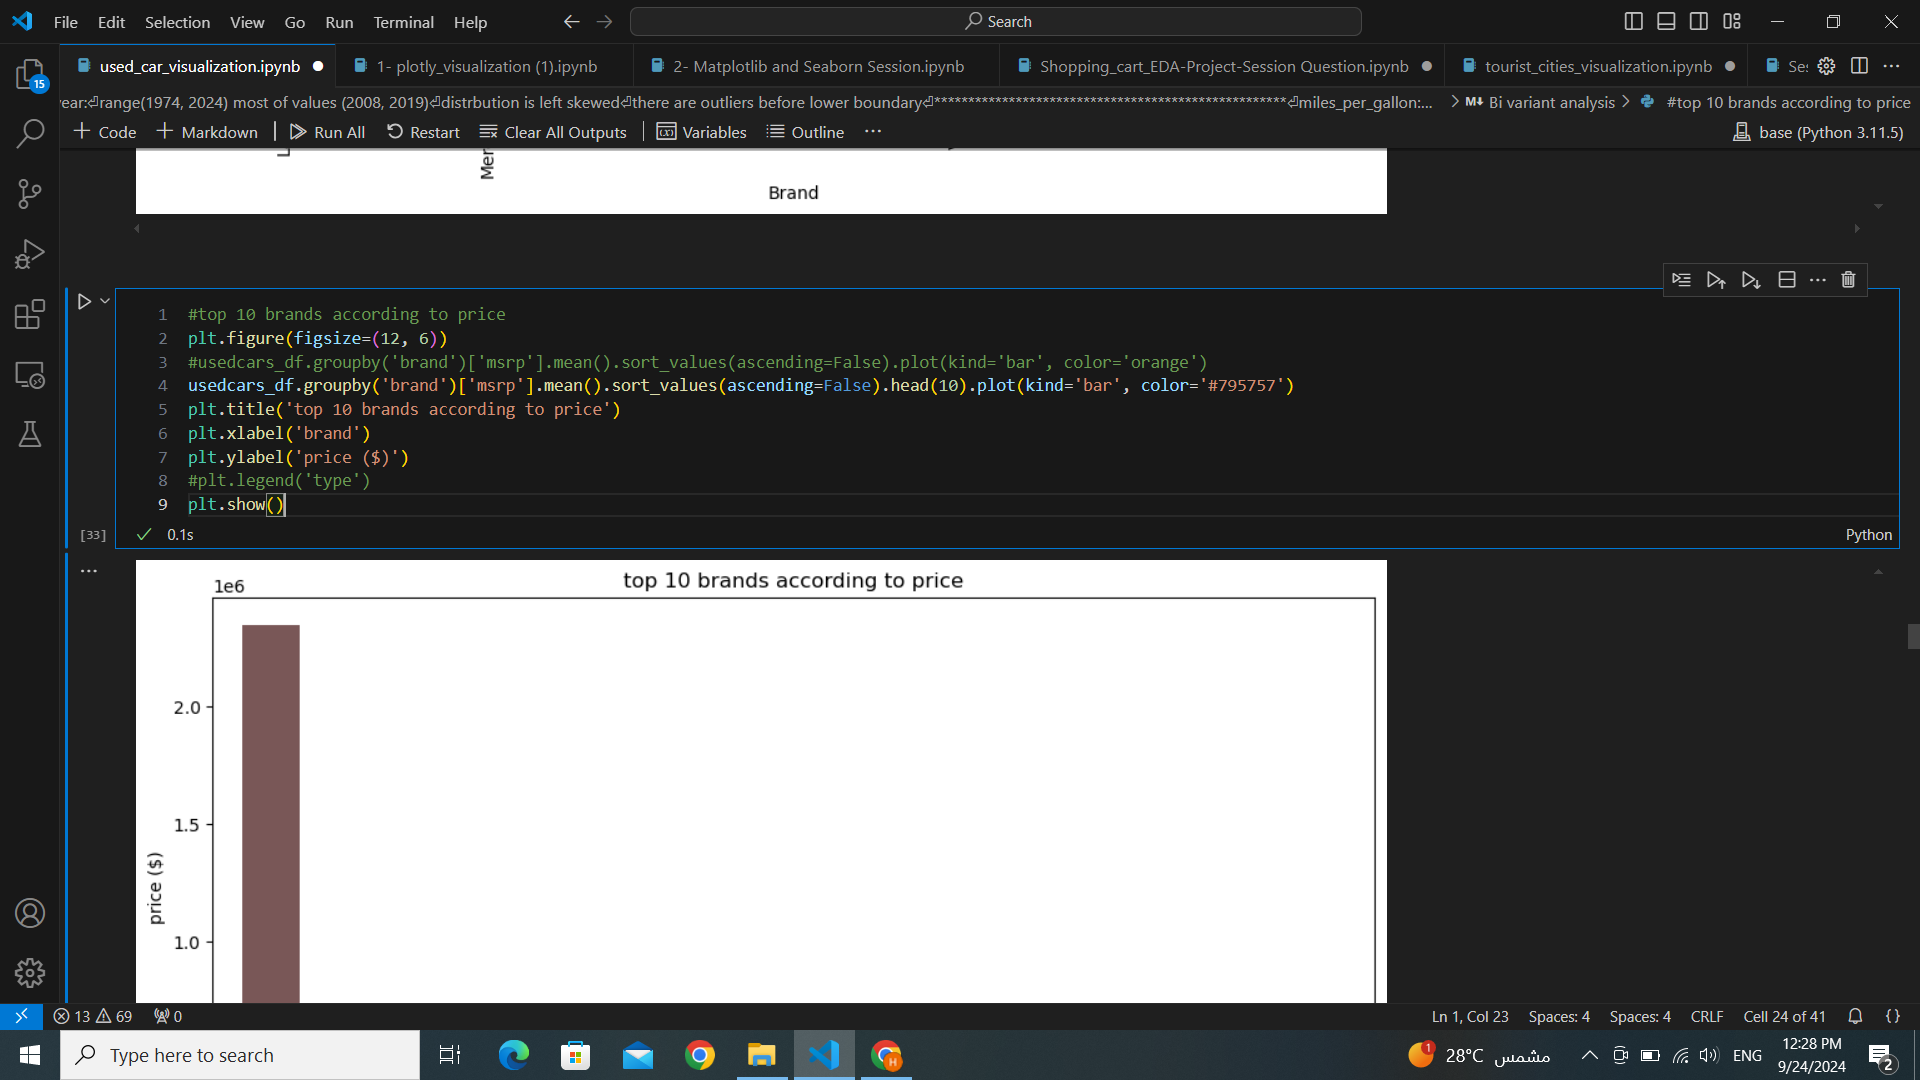 File Edit Selection View Go Run Terminal Help
Search
15
used_car_visualization.ipynb
1- plotly_visualization (1).ipynb
2- Matplotlib and Seaborn Session.ipynb
Shopping_cart_EDA-Project-Session Question.ipynb
tourist_cities_visualization.ipynb
year:⏎range(1974, 2024) most of values (2008, 2019)⏎distrbution is left skewed⏎there are outliers before lower boundary⏎****************************************************⏎miles_per_gallon:... > M↓ Bi variant analysis > #top 10 brands according to price
+ Code + Markdown | Run All Restart Clear All Outputs | Variables Outline ...
base (Python 3.11.5)
Mer
Brand
1 #top 10 brands according to price
2 plt.figure(figsize=(12, 6))
3 #usedcars_df.groupby('brand')['msrp'].mean().sort_values(ascending=False).plot(kind='bar', color='orange')
4 usedcars_df.groupby('brand')['msrp'].mean().sort_values(ascending=False).head(10).plot(kind='bar', color='#795757')
5 plt.title('top 10 brands according to price')
6 plt.xlabel('brand')
7 plt.ylabel('price ($)')
8 #plt.legend('type')
9 plt.show()
[33]
0.1s
Python
top 10 brands according to price
1e6
2.0
1.5
1.0
price ($)
13 69 0
Ln 1, Col 23 Spaces: 4 Spaces: 4 CRLF Cell 24 of 41 {}
Type here to search
H
1
28°C مشمس
ENG
12:28 PM
9/24/2024
2